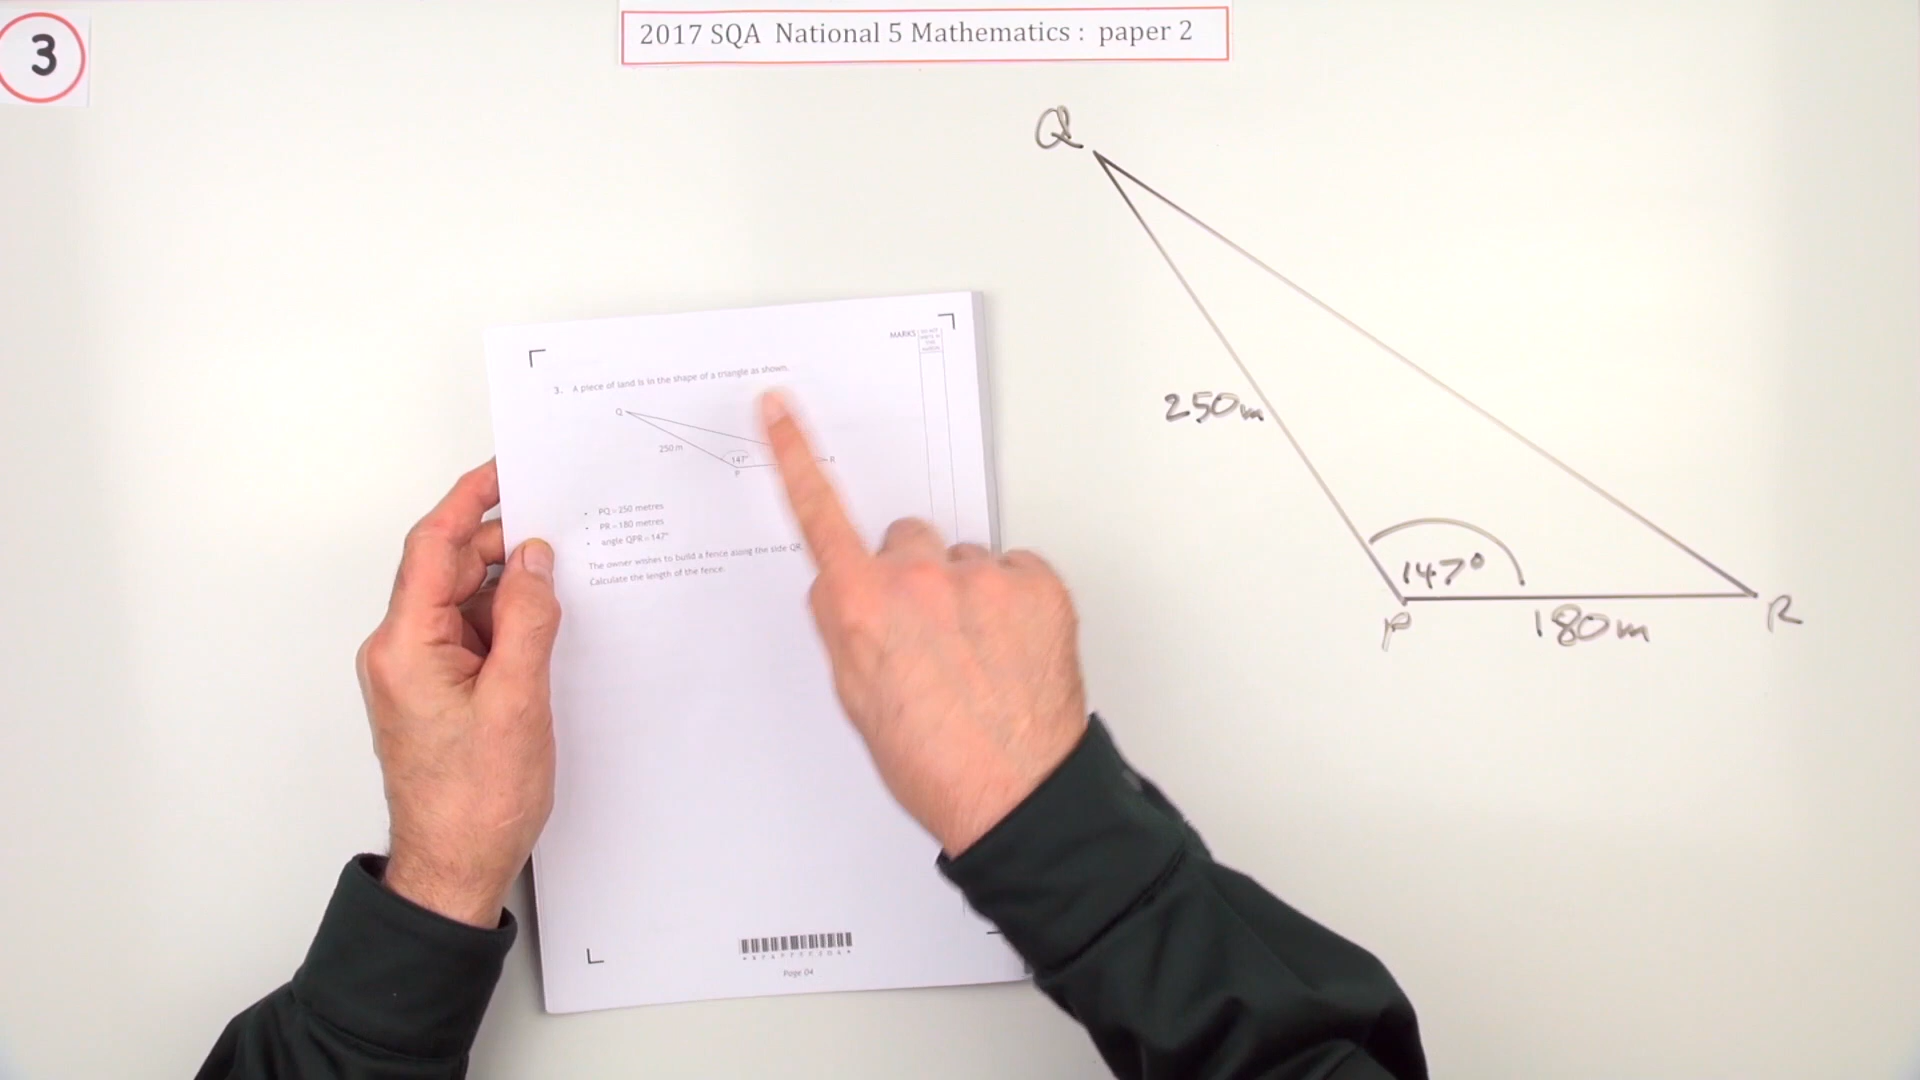 3
2017 SQA National 5 Mathematics : paper 2
MARKS
3. A piece of land is in the shape of a triangle as shown.
Q
250 m
147°
P
R
• PQ = 250 metres
• PR = 180 metres
• angle QPR = 147°
The owner wishes to build a fence along the side QR.
Calculate the length of the fence.
Page 04
Q
250m
147°
P
180m
R